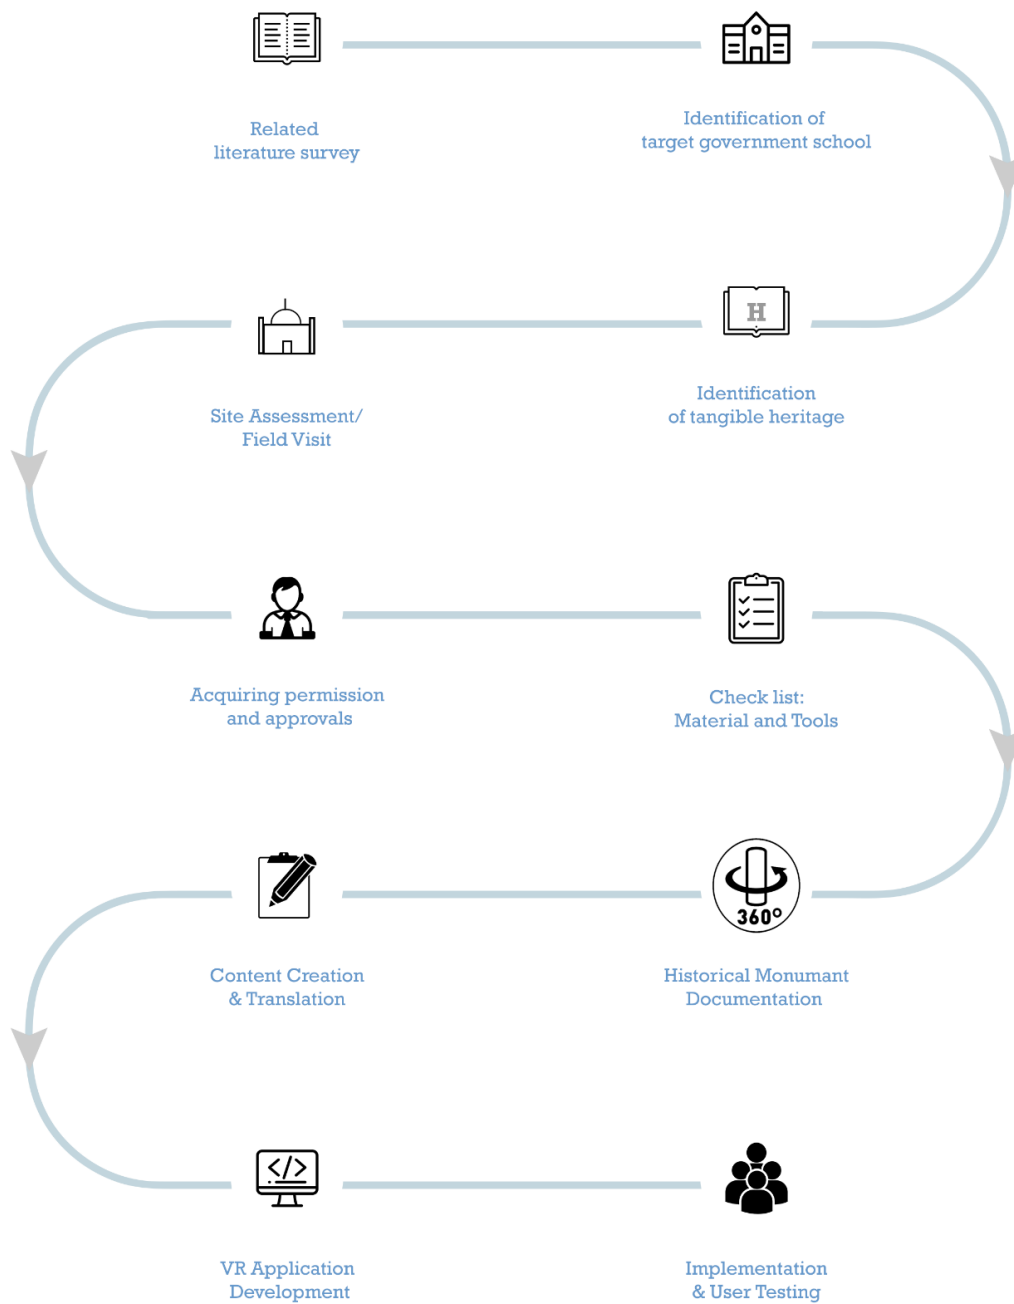 Related
literature survey
Identification of
target government school
H
Identification
of tangible heritage
Site Assessment/
Field Visit
Acquiring permission
and approvals
Check list:
Material and Tools
360°
Historical Monumant
Documentation
Content Creation
& Translation
</>
VR Application
Development
Implementation
& User Testing